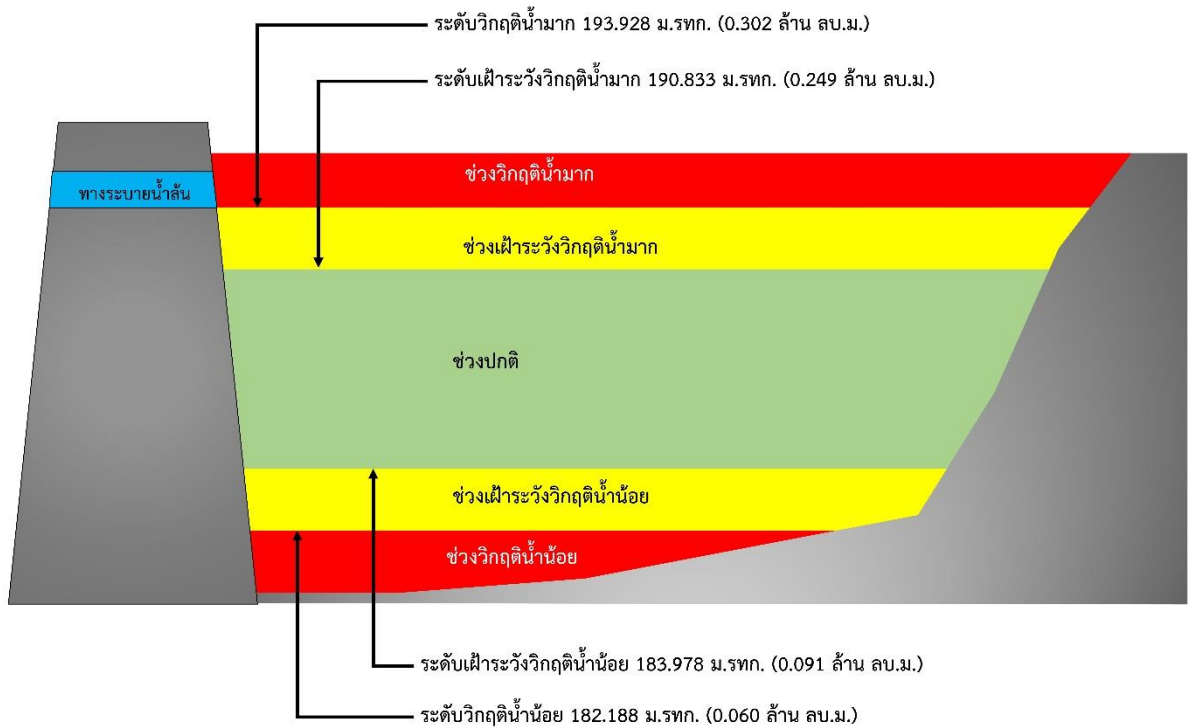 ระดับวิกฤติน้ำมาก 193.928 ม.รทก. (0.302 ล้าน ลบ.ม.)
ระดับเฝ้าระวังวิกฤติน้ำมาก 190.833 ม.รทก. (0.249 ล้าน ลบ.ม.)
ช่วงวิกฤติน้ำมาก
ทางระบายน้ำล้น
ช่วงเฝ้าระวังวิกฤติน้ำมาก
ช่วงปกติ
ช่วงเฝ้าระวังวิกฤติน้ำน้อย
ช่วงวิกฤติน้ำน้อย
ระดับเฝ้าระวังวิกฤติน้ำน้อย 183.978 ม.รทก. (0.091 ล้าน ลบ.ม.)
ระดับวิกฤติน้ำน้อย 182.188 ม.รทก. (0.060 ล้าน ลบ.ม.)